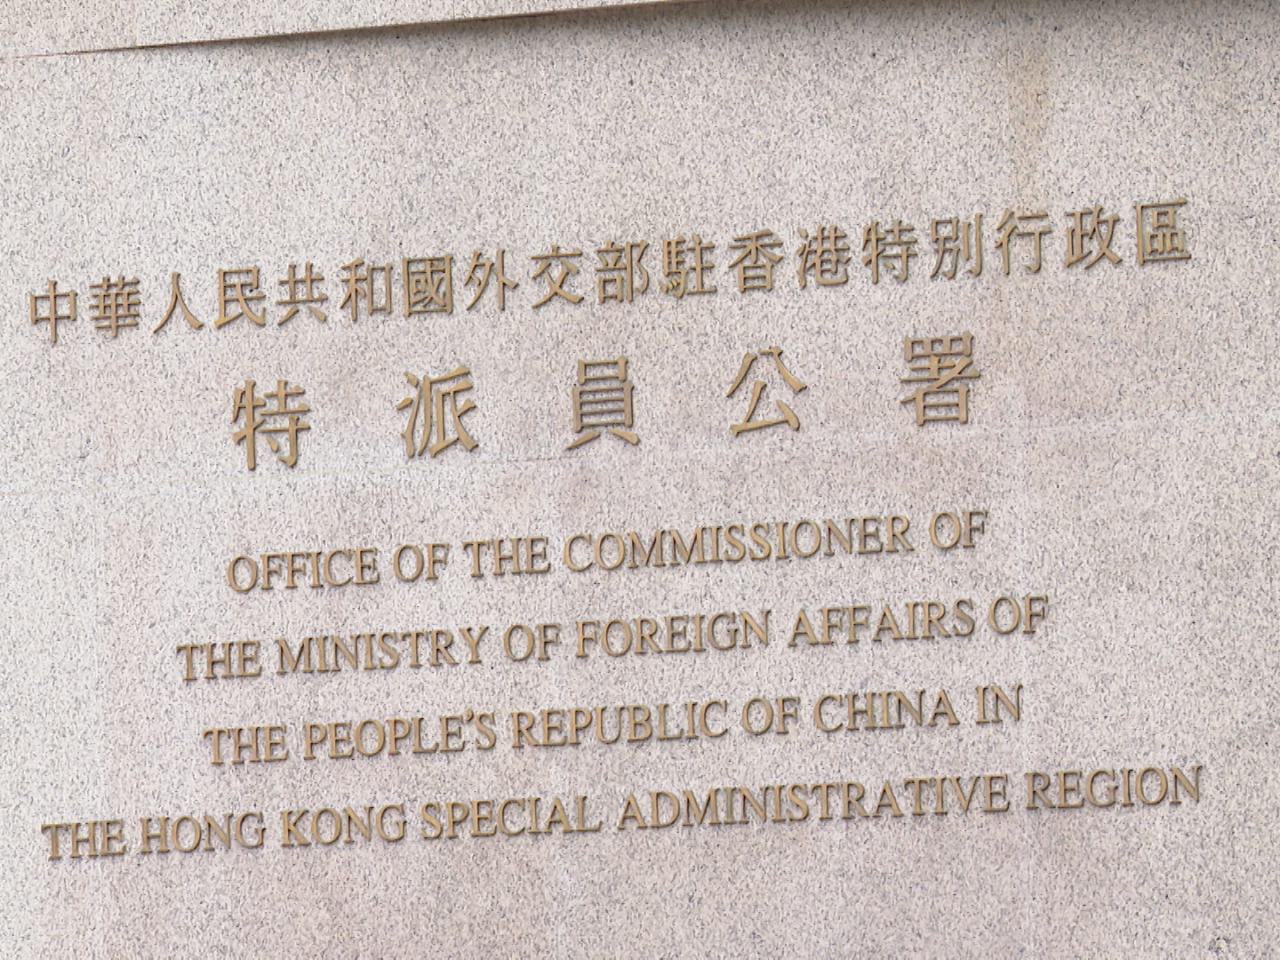 中華人民共和國外交部駐香港特別行政區
特派員公署
OFFICE OF THE COMMISSIONER OF
THE MINISTRY OF FOREIGN AFFAIRS OF
THE PEOPLE'S REPUBLIC OF CHINA IN
THE HONG KONG SPECIAL ADMINISTRATIVE REGION